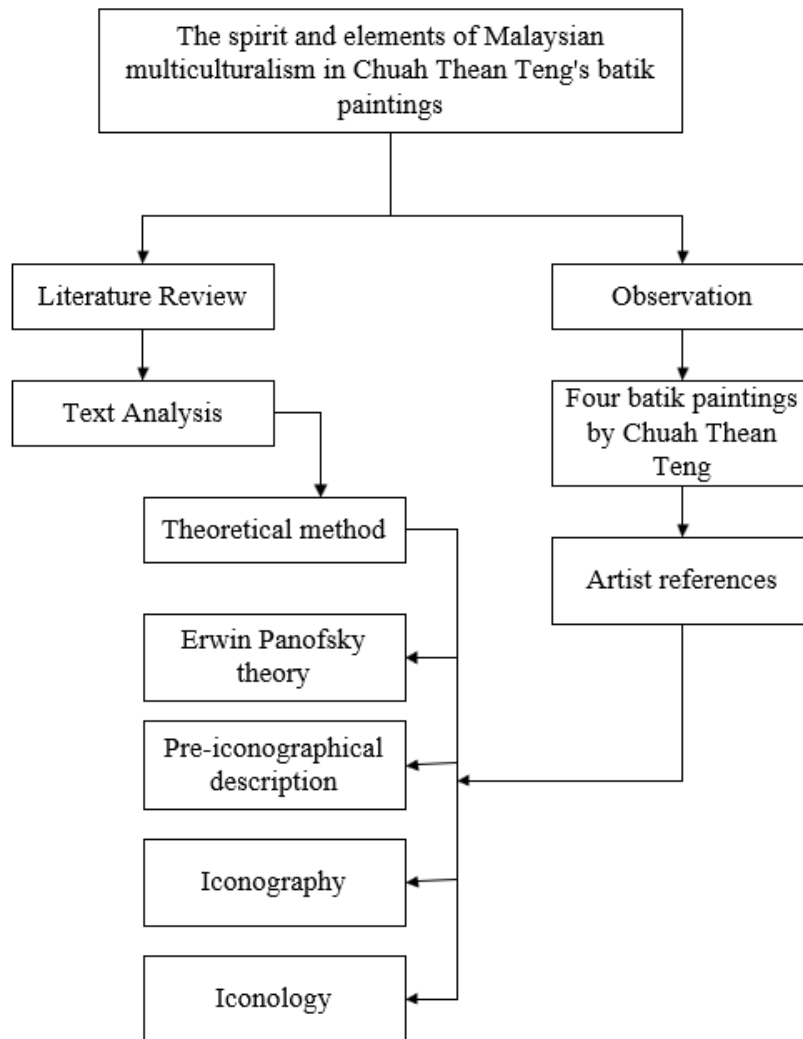 The spirit and elements of Malaysian
multiculturalism in Chuah Thean Teng's batik
paintings
Literature Review
Observation
Text Analysis
Four batik paintings
by Chuah Thean
Teng
Theoretical method
Artist references
Erwin Panofsky
theory
Pre-iconographical
description
Iconography
Iconology